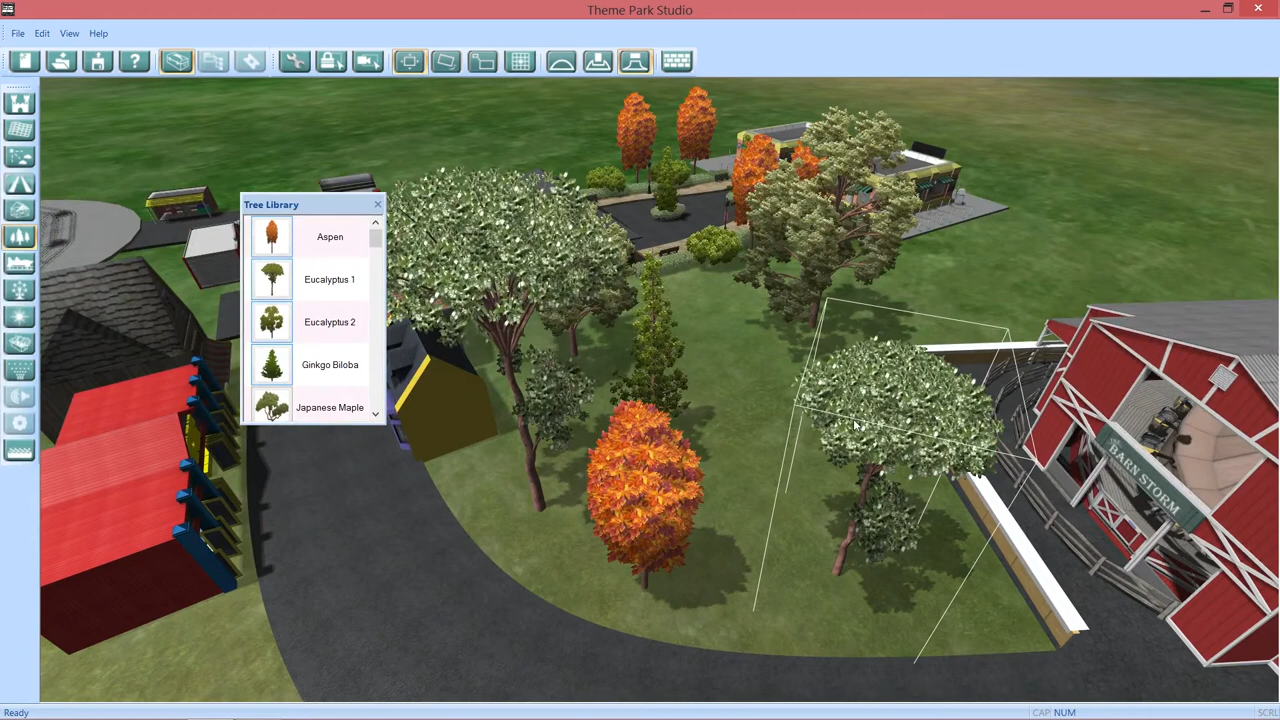 Theme Park Studio
File Edit View Help
Tree Library
Aspen
Eucalyptus 1
Eucalyptus 2
Ginkgo Biloba
Japanese Maple
BARN STORM
Ready
CAP NUM SCRL